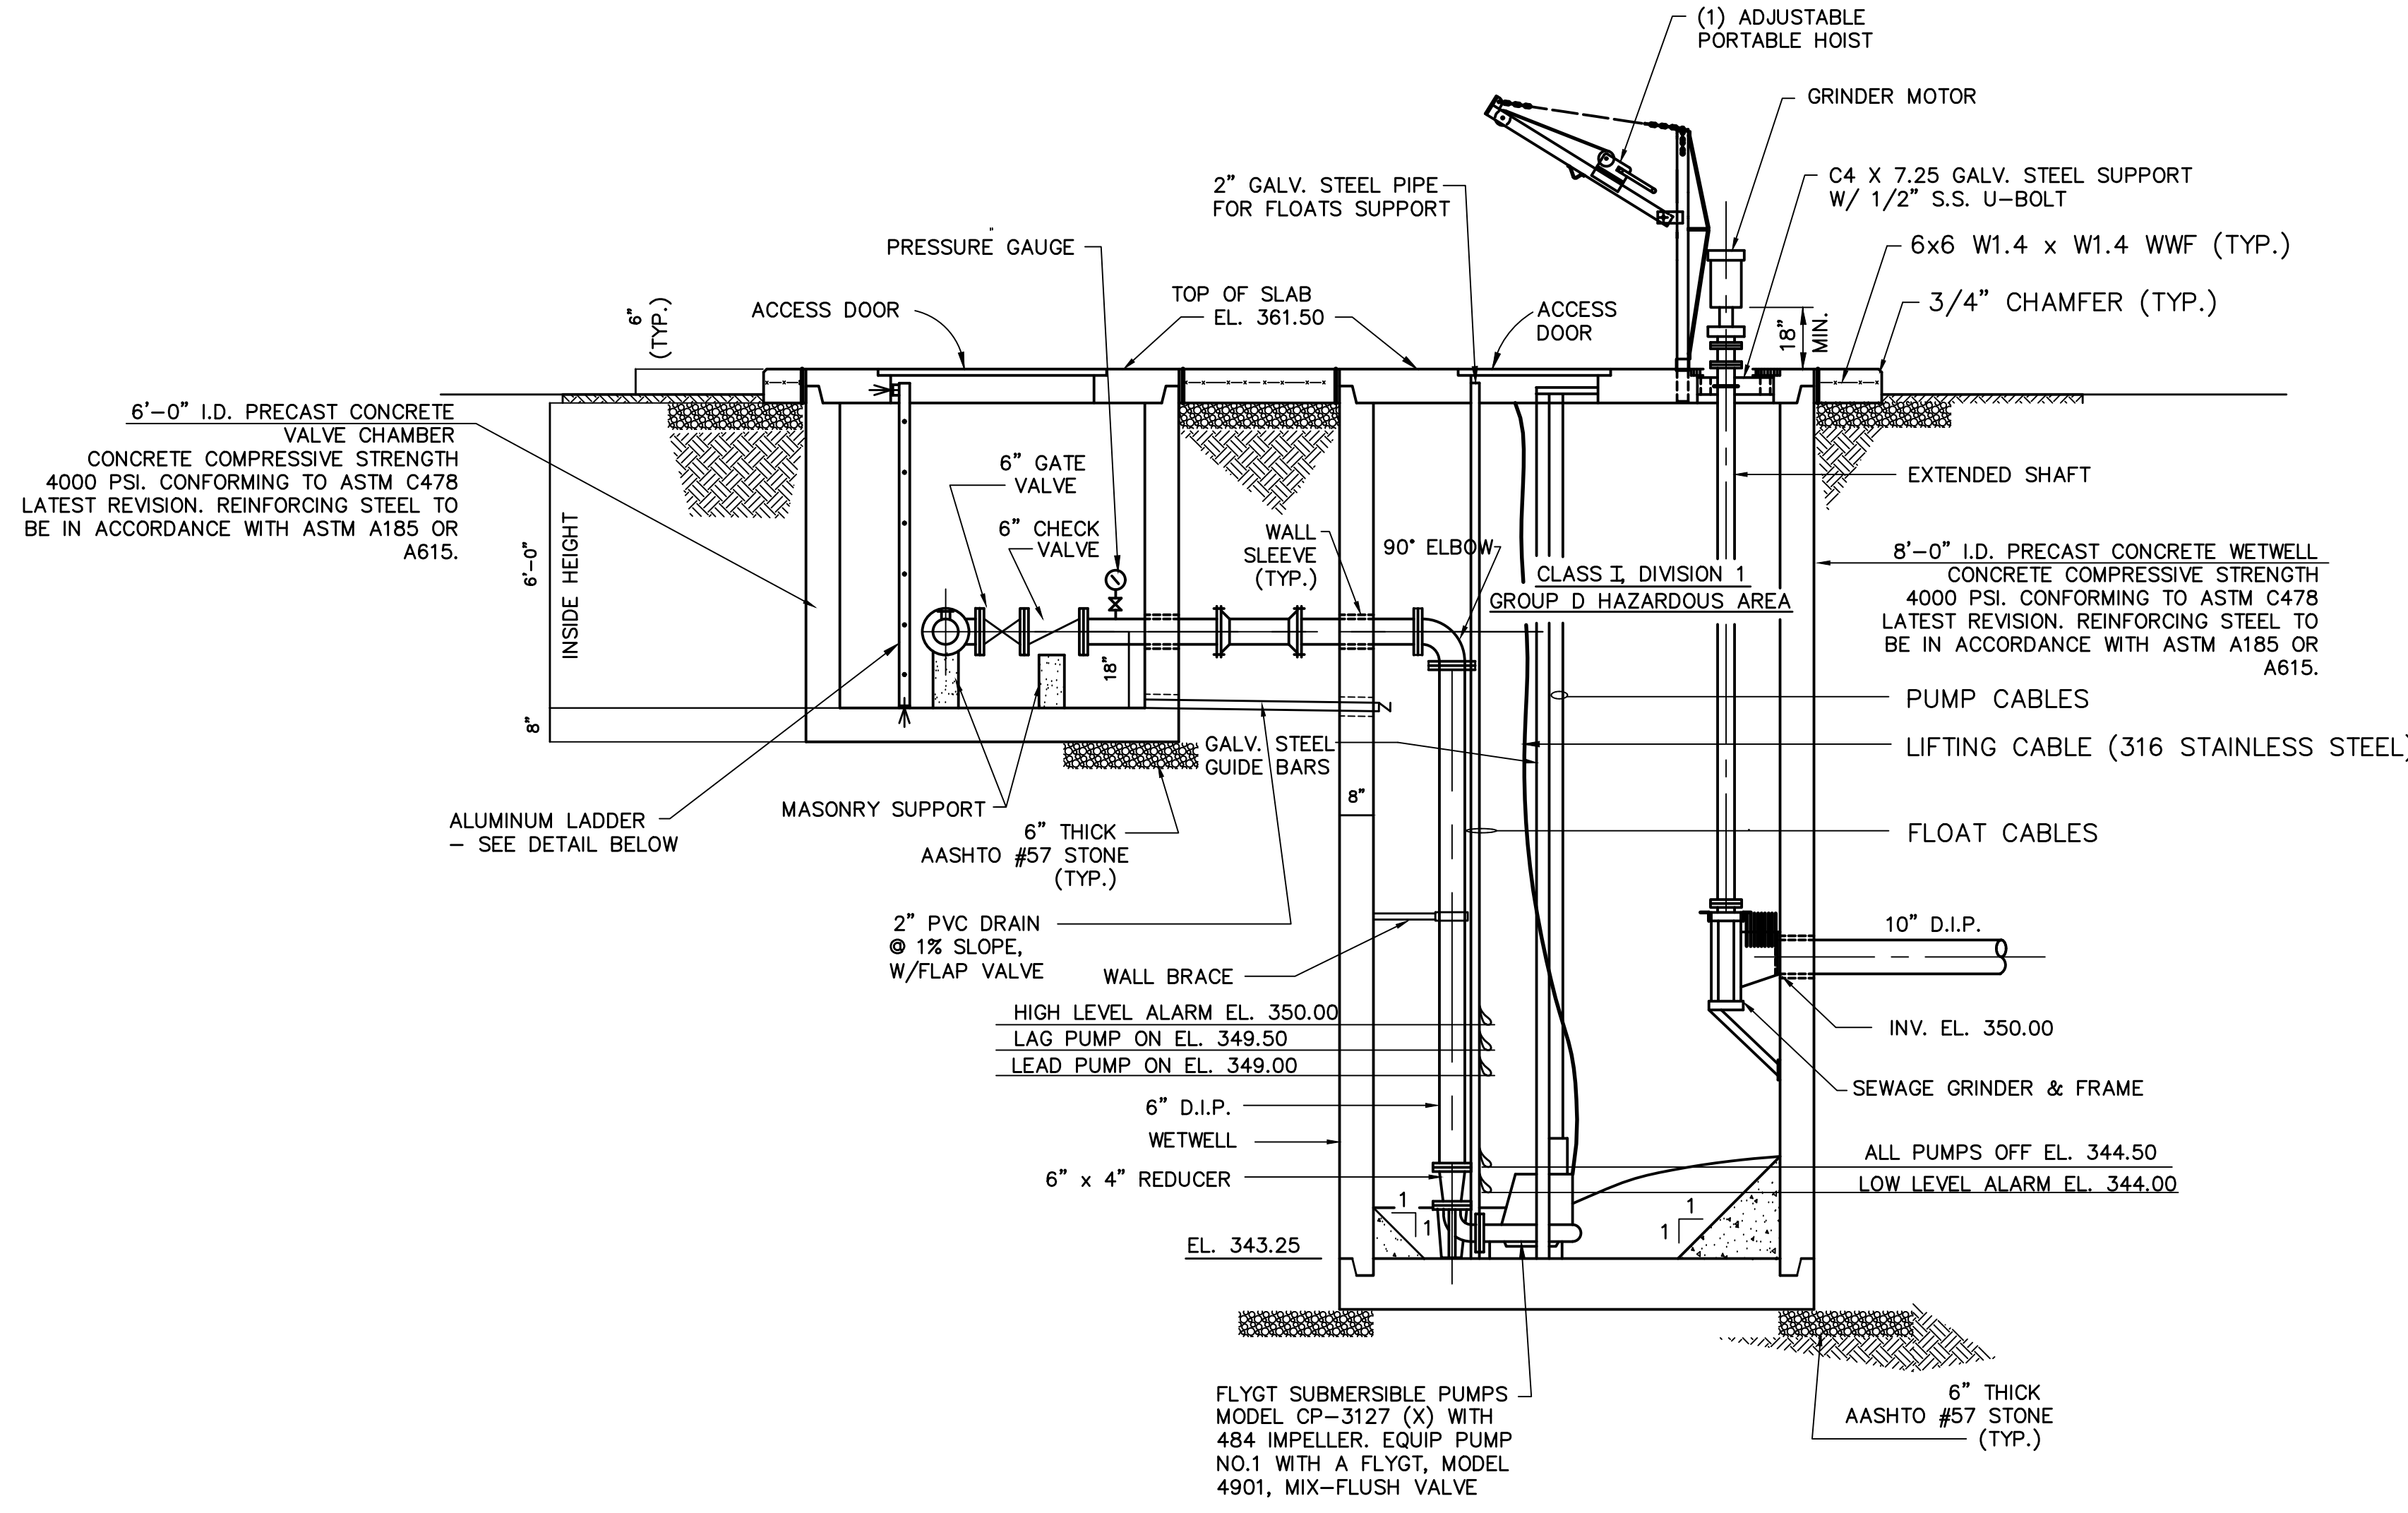 (1) ADJUSTABLE
PORTABLE HOIST
GRINDER MOTOR
2" GALV. STEEL PIPE
FOR FLOATS SUPPORT
C4 X 7.25 GALV. STEEL SUPPORT
W/ 1/2" S.S. U-BOLT
PRESSURE GAUGE
"
6x6 W1.4 x W1.4 WWF (TYP.)
6"
(TYP.)
ACCESS DOOR
TOP OF SLAB
EL. 361.50
ACCESS
DOOR
18"
MIN.
3/4" CHAMFER (TYP.)
6'-0" I.D. PRECAST CONCRETE
VALVE CHAMBER
CONCRETE COMPRESSIVE STRENGTH
4000 PSI. CONFORMING TO ASTM C478
LATEST REVISION. REINFORCING STEEL TO
BE IN ACCORDANCE WITH ASTM A185 OR
A615.
6'-0"
INSIDE HEIGHT
8"
6" GATE
VALVE
6" CHECK
VALVE
WALL
SLEEVE
(TYP.)
90° ELBOW
EXTENDED SHAFT
CLASS I, DIVISION 1
GROUP D HAZARDOUS AREA
8'-0" I.D. PRECAST CONCRETE WETWELL
CONCRETE COMPRESSIVE STRENGTH
4000 PSI. CONFORMING TO ASTM C478
LATEST REVISION. REINFORCING STEEL TO
BE IN ACCORDANCE WITH ASTM A185 OR
A615.
18"
PUMP CABLES
GALV. STEEL
GUIDE BARS
LIFTING CABLE (316 STAINLESS STEEL)
8"
MASONRY SUPPORT
ALUMINUM LADDER
- SEE DETAIL BELOW
6" THICK
AASHTO #57 STONE
(TYP.)
FLOAT CABLES
2" PVC DRAIN
@ 1% SLOPE,
W/FLAP VALVE
10" D.I.P.
WALL BRACE
HIGH LEVEL ALARM EL. 350.00
LAG PUMP ON EL. 349.50
LEAD PUMP ON EL. 349.00
INV. EL. 350.00
6" D.I.P.
SEWAGE GRINDER & FRAME
WETWELL
6" x 4" REDUCER
ALL PUMPS OFF EL. 344.50
LOW LEVEL ALARM EL. 344.00
1
1
1
1
EL. 343.25
FLYGT SUBMERSIBLE PUMPS
MODEL CP-3127 (X) WITH
484 IMPELLER. EQUIP PUMP
NO.1 WITH A FLYGT, MODEL
4901, MIX-FLUSH VALVE
6" THICK
AASHTO #57 STONE
(TYP.)